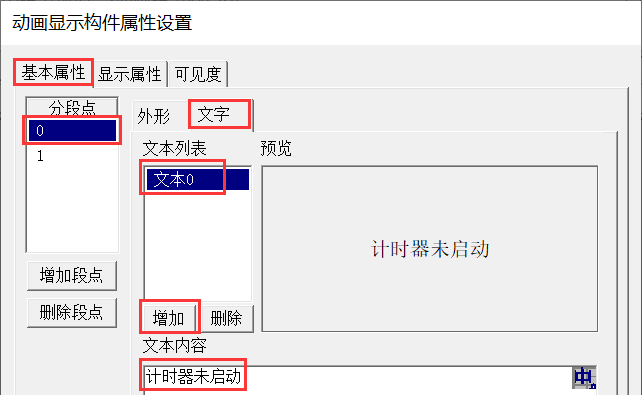 动画显示构件属性设置
基本属性 显示属性 可见度
分段点
0
1
增加段点
删除段点
外形 文字
文本列表 预览
文本0
计时器未启动
增加 删除
文本内容
计时器未启动 中